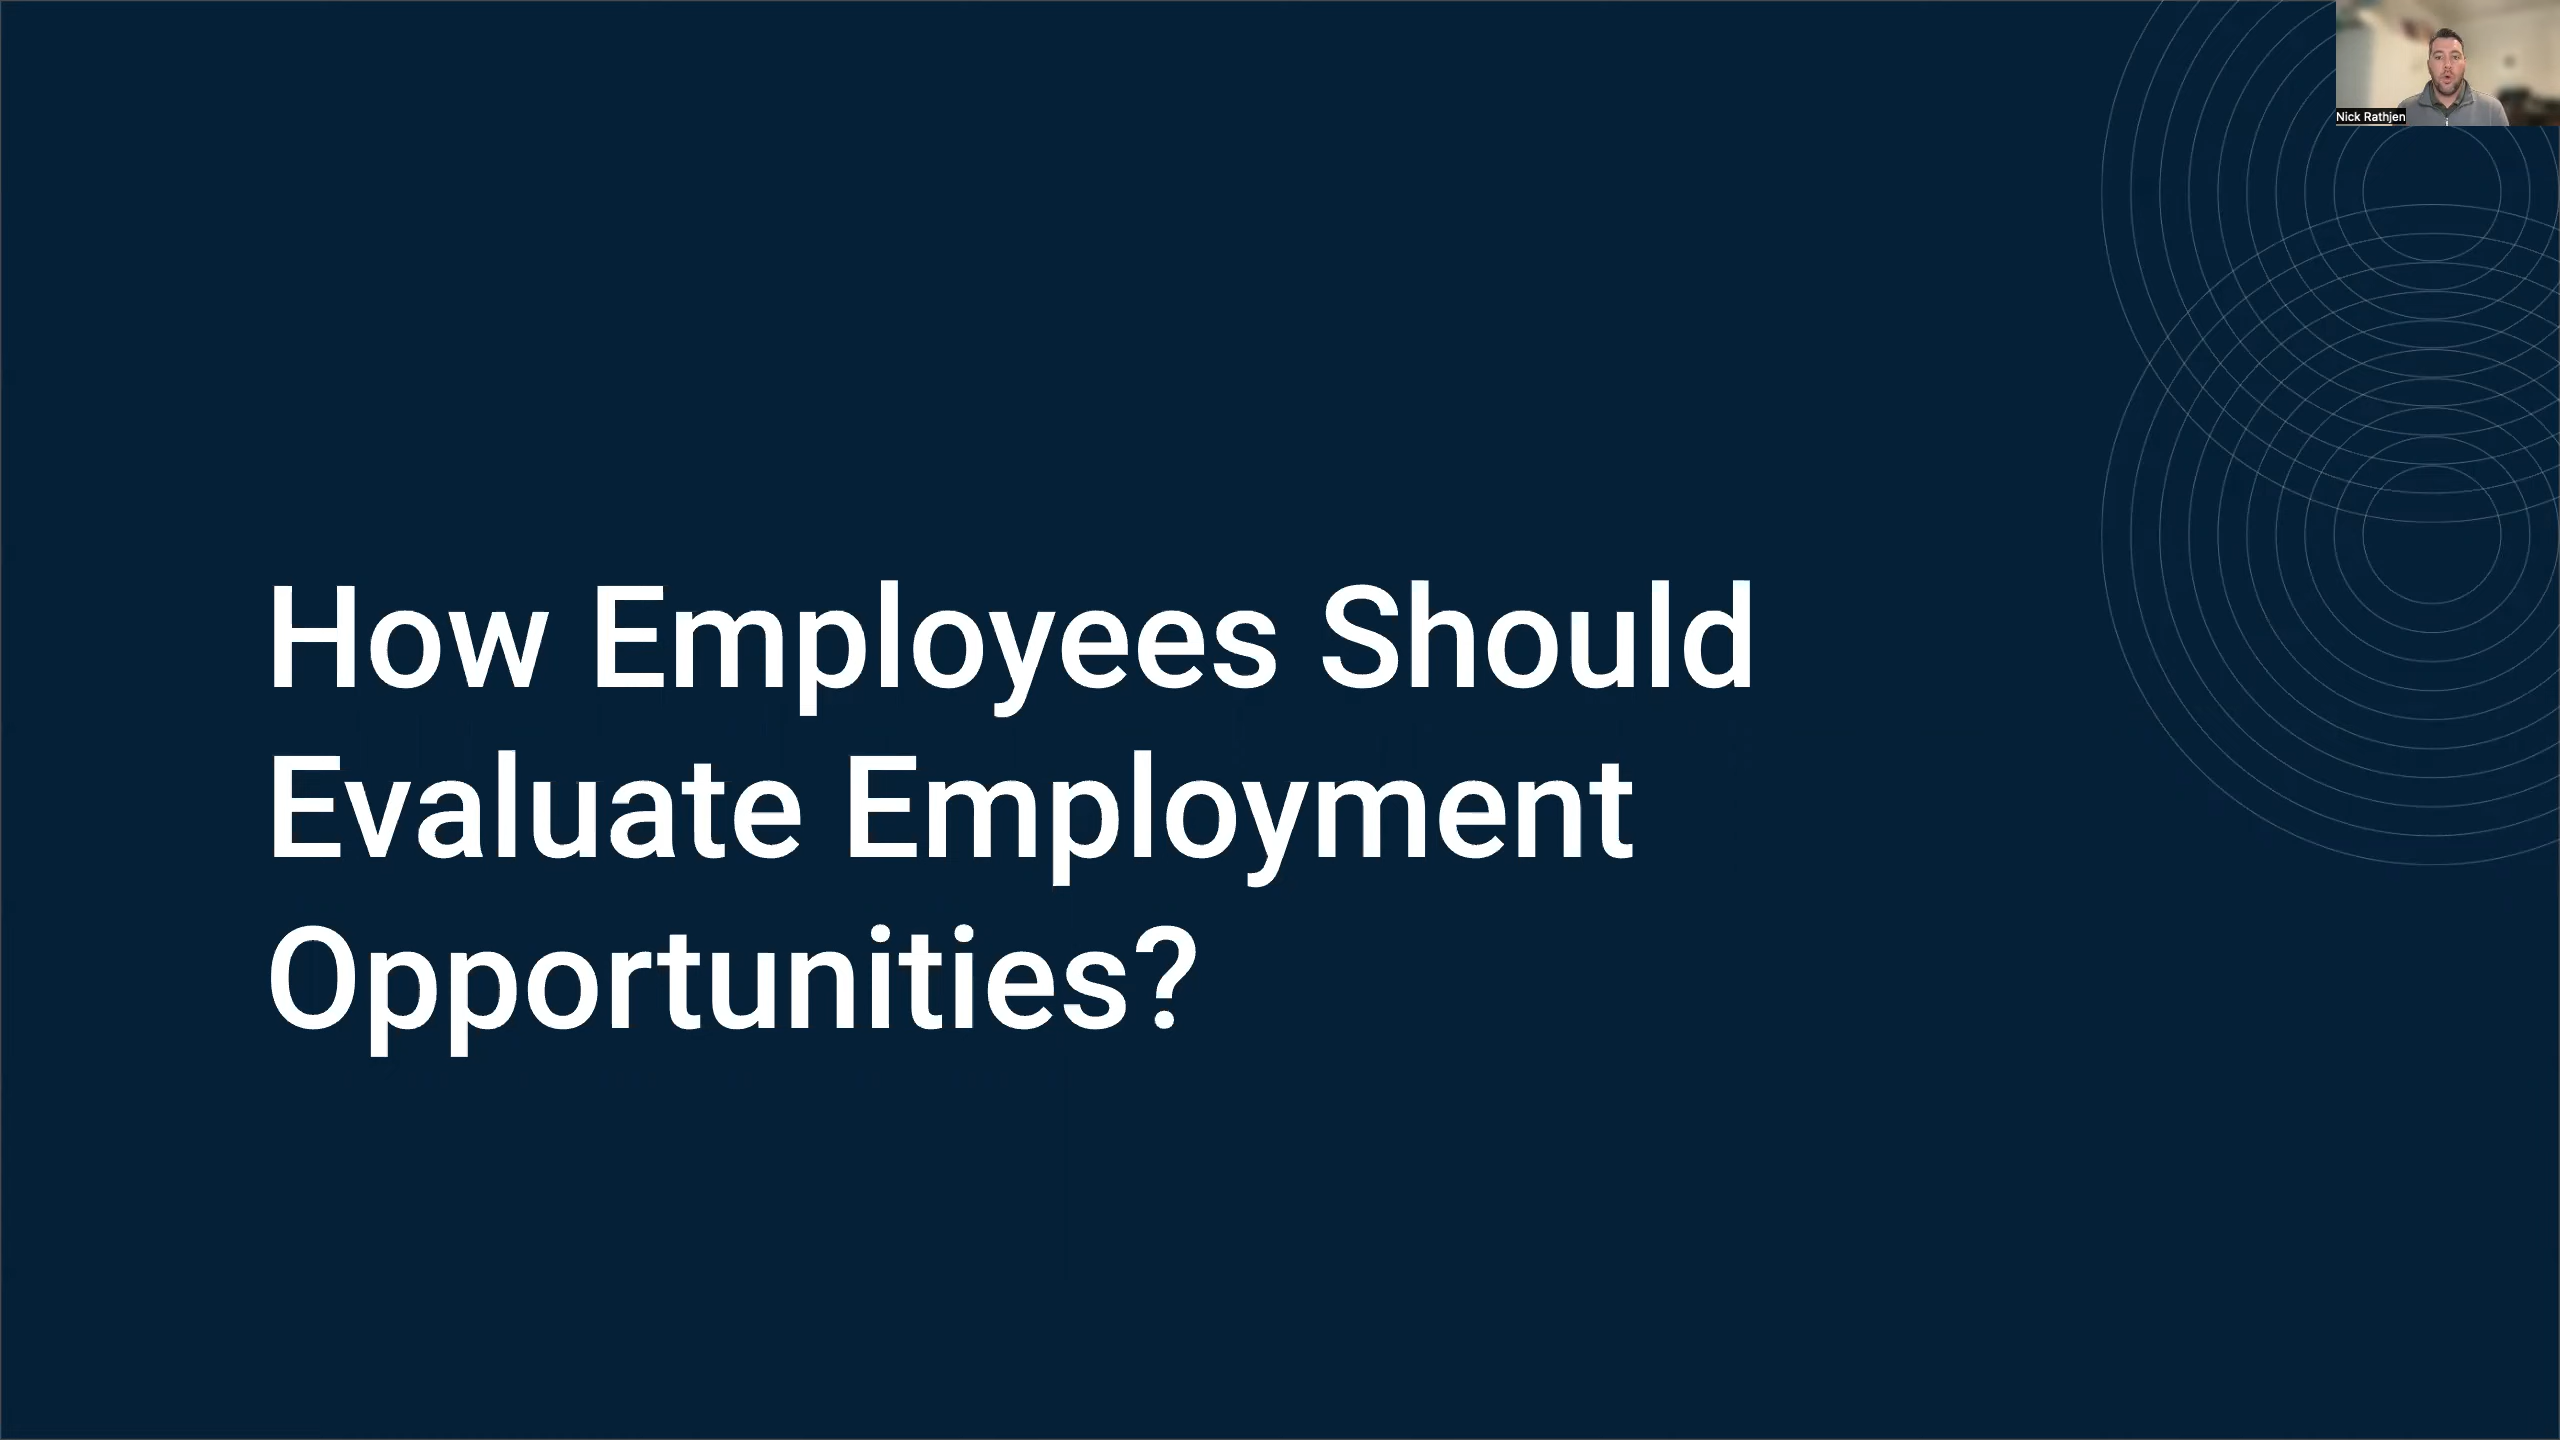 Nick Rathjen
How Employees Should
Evaluate Employment
Opportunities?